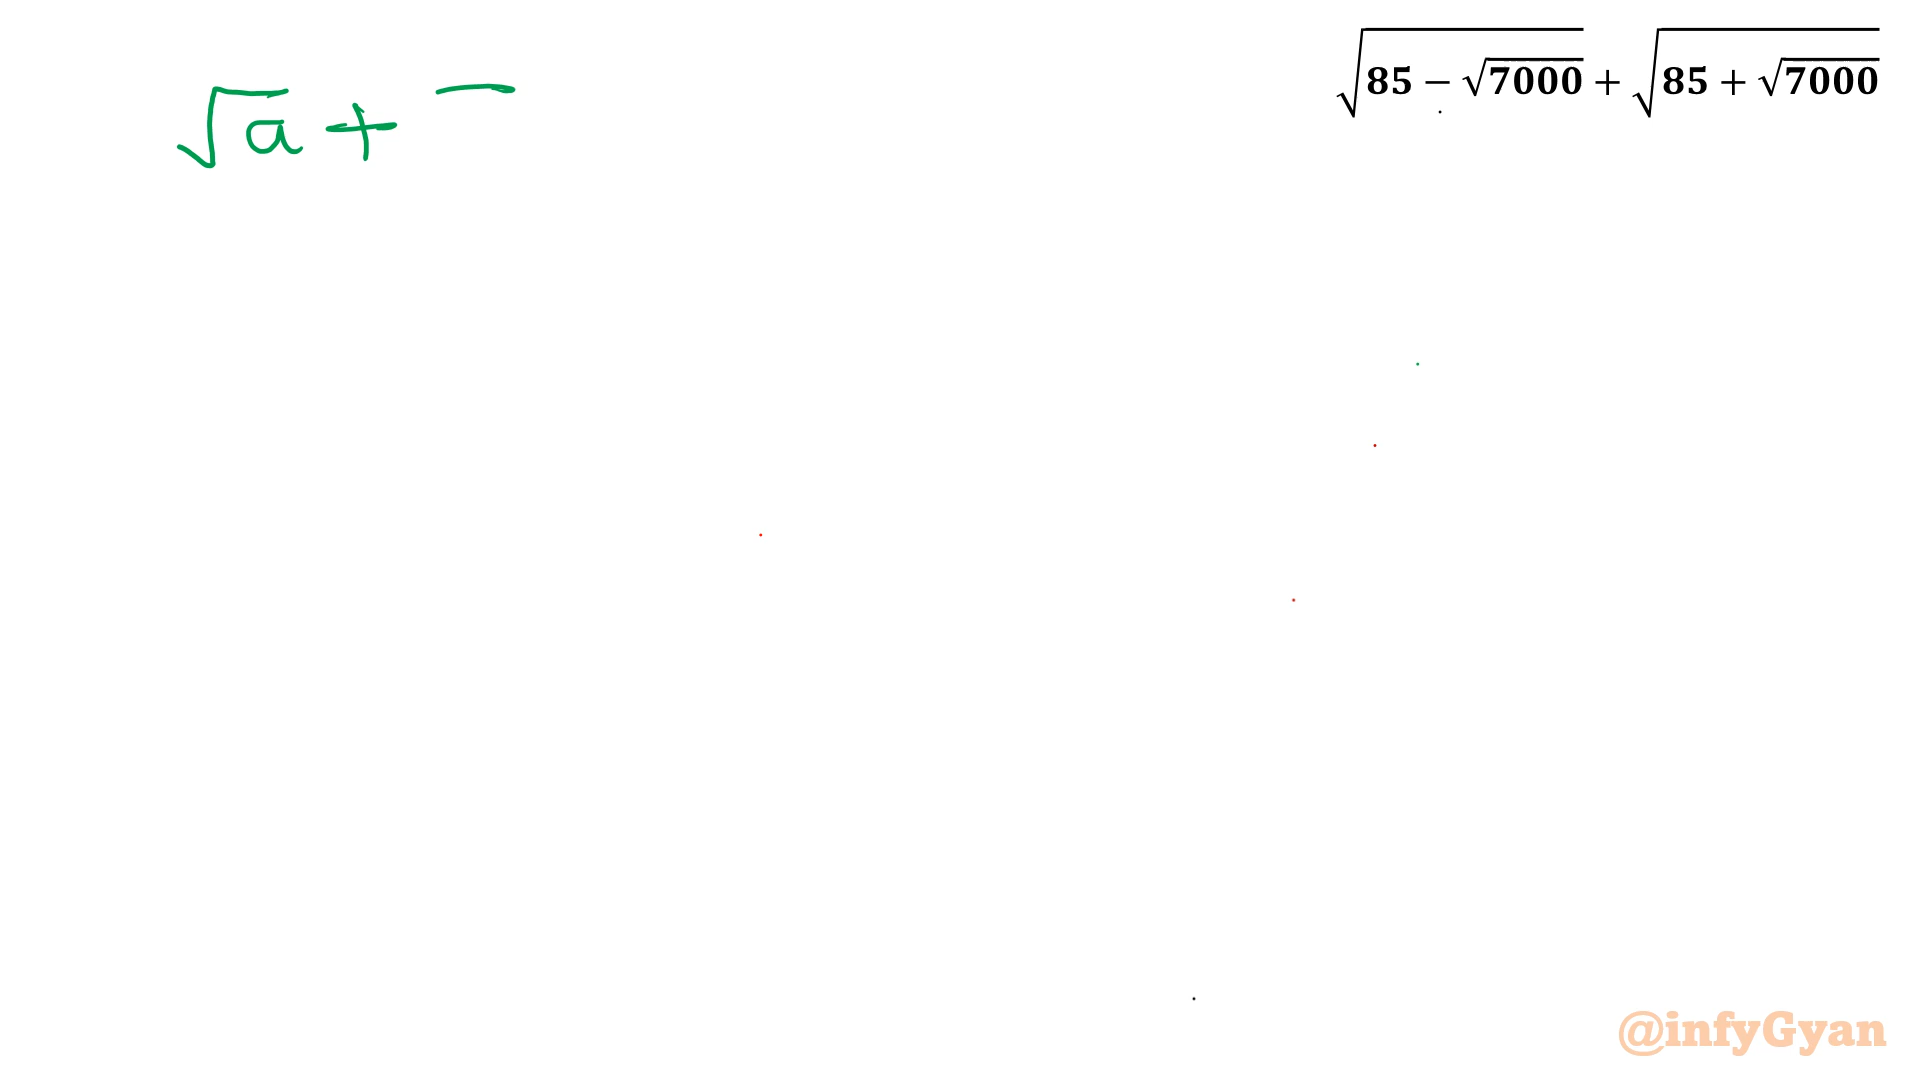 √(85 − √7000) + √(85 + √7000)
√a +
@infyGyan